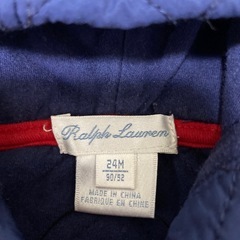 Ralph Lauren
24M
90/52
MADE IN CHINA
FABRIQUÉ EN CHINE